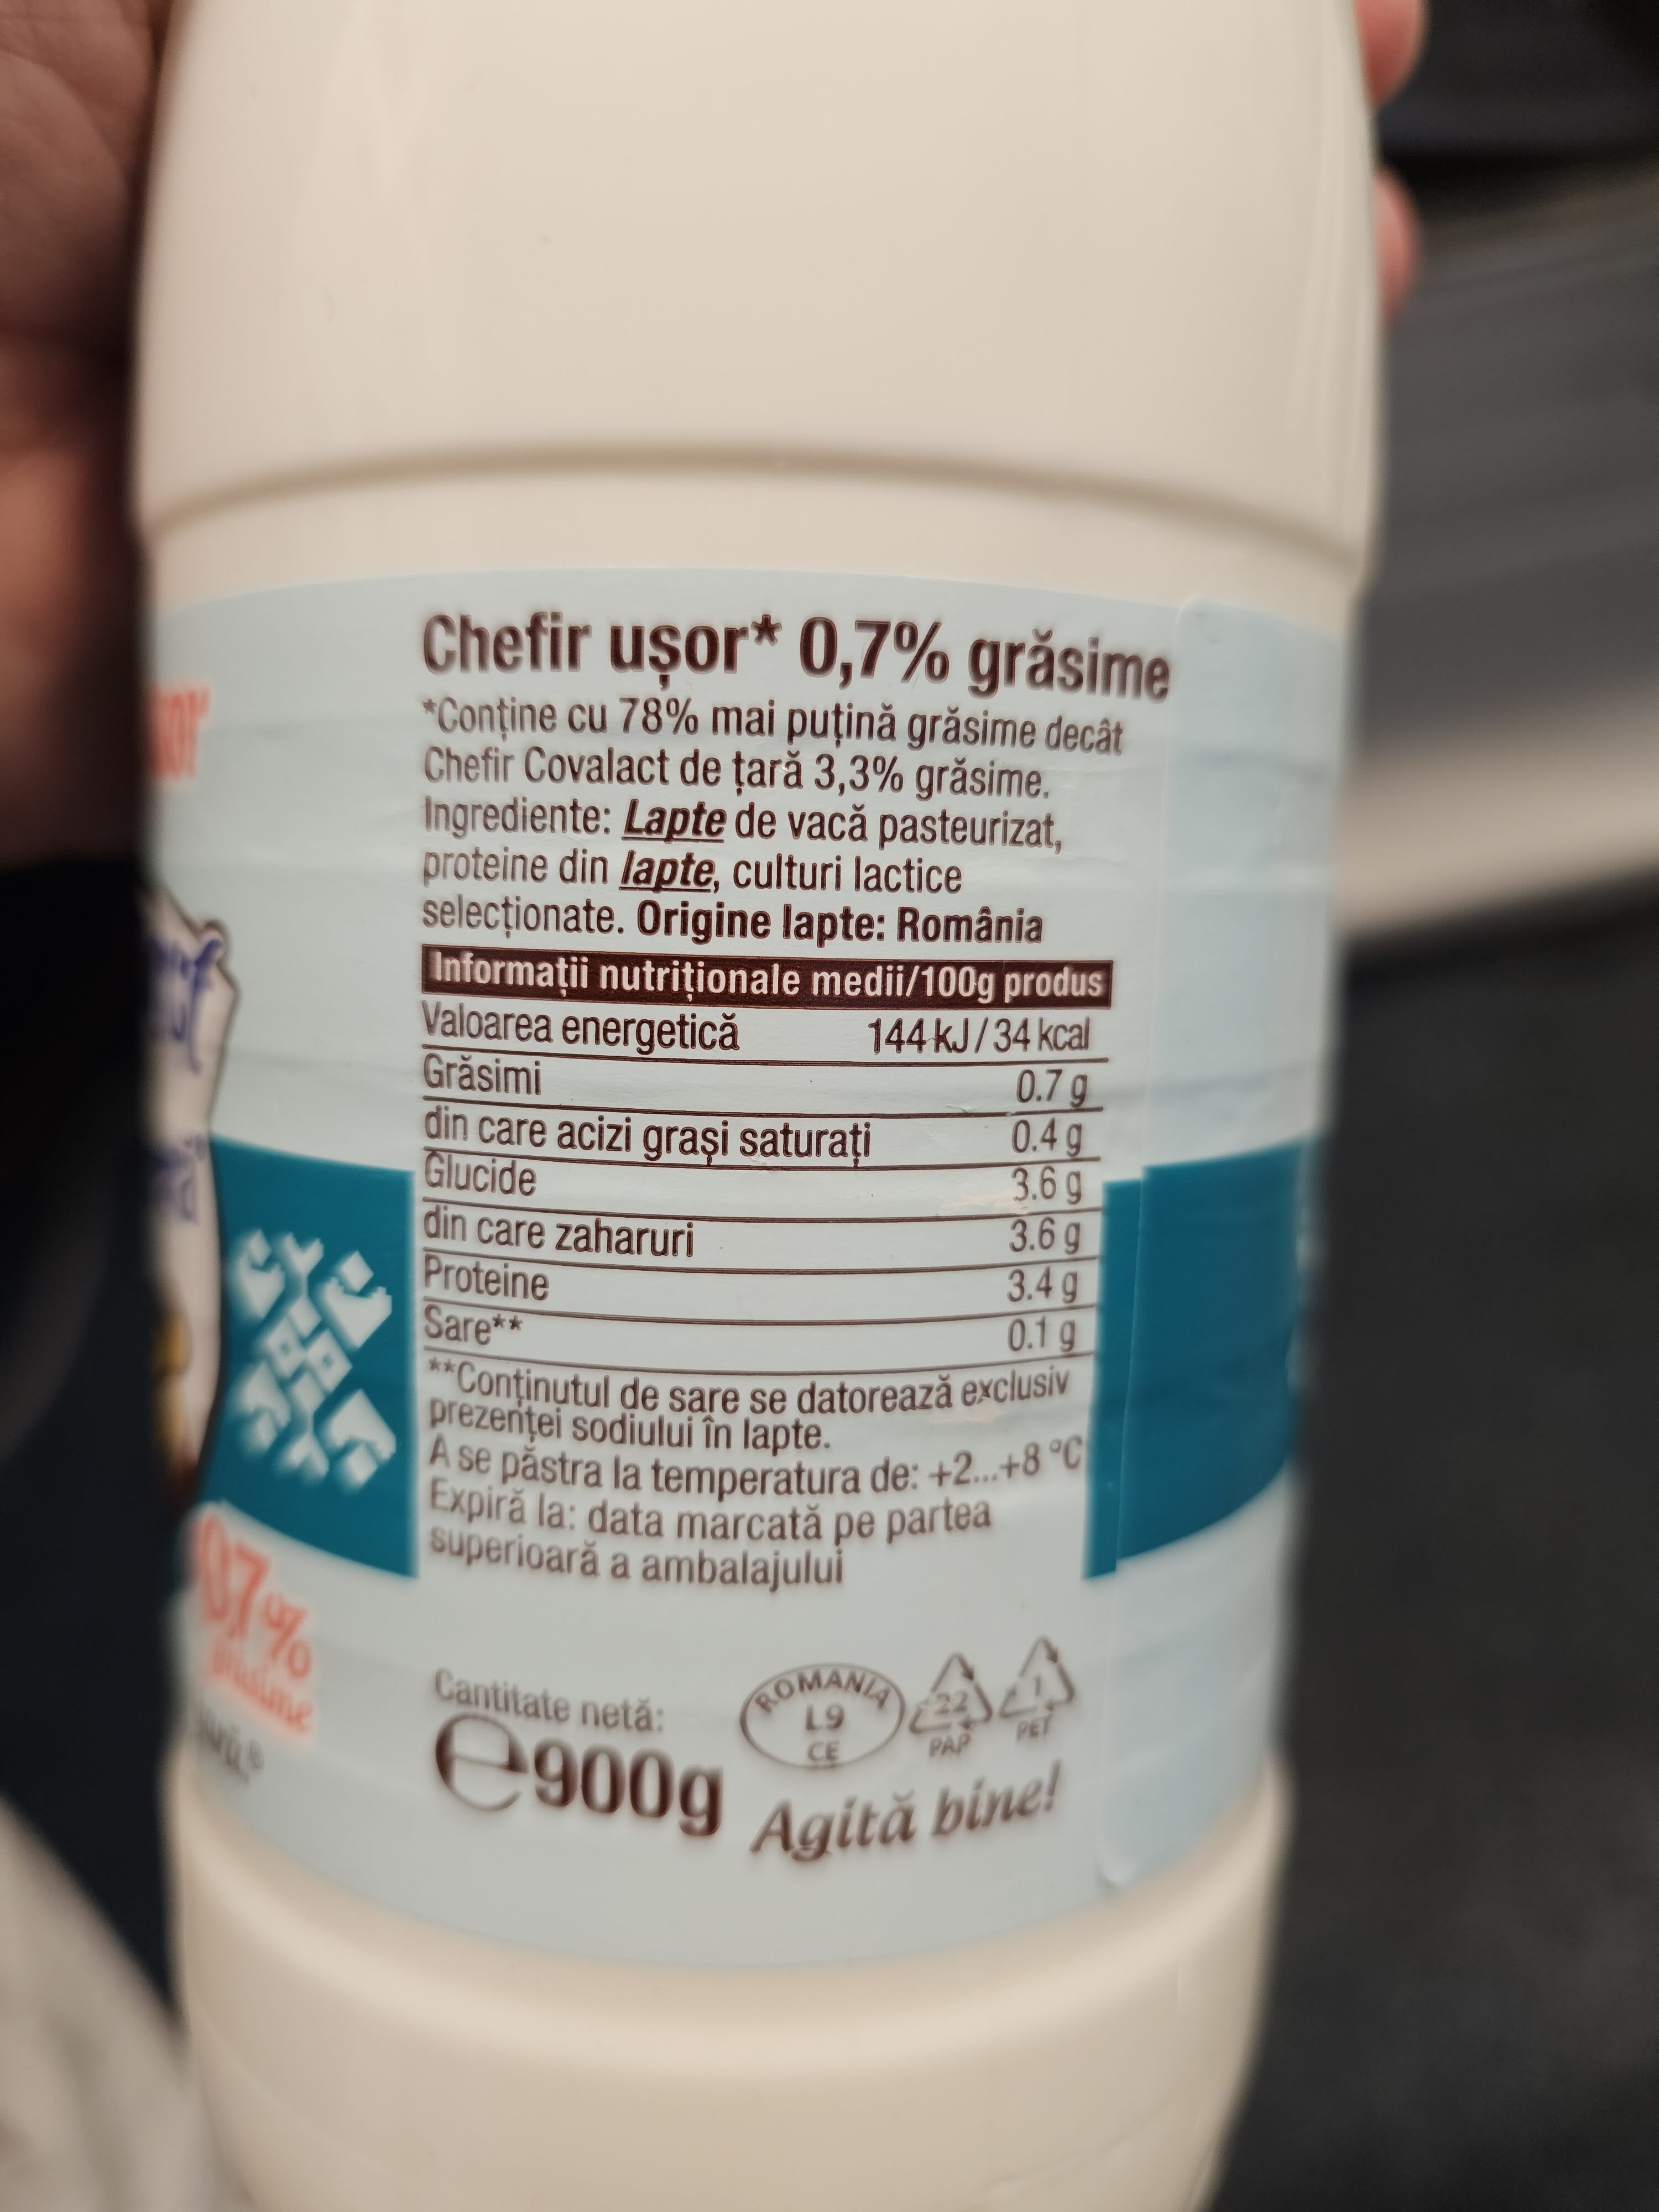 Chefir ușor* 0,7% grăsime
*Conține cu 78% mai puțină grăsime decât
Chefir Covalact de țară 3,3% grăsime.
Ingrediente: Lapte de vacă pasteurizat,
proteine din lapte, culturi lactice
selecționate. Origine lapte: România
Informații nutriționale medii/100g produs
Valoarea energetică 144 kJ / 34 kcal
Grăsimi 0.7 g
din care acizi grași saturați 0.4 g
Glucide 3.6 g
din care zaharuri 3.6 g
Proteine 3.4 g
Sare** 0.1 g
**Conținutul de sare se datorează exclusiv
prezenței sodiului în lapte.
A se păstra la temperatura de: +2...+8 °C
Expiră la: data marcată pe partea
superioară a ambalajului
0,7%
grăsime
Cantitate netă:
e900g
ROMANIA
L9
CE
22
PAP
1
PET
Agită bine!